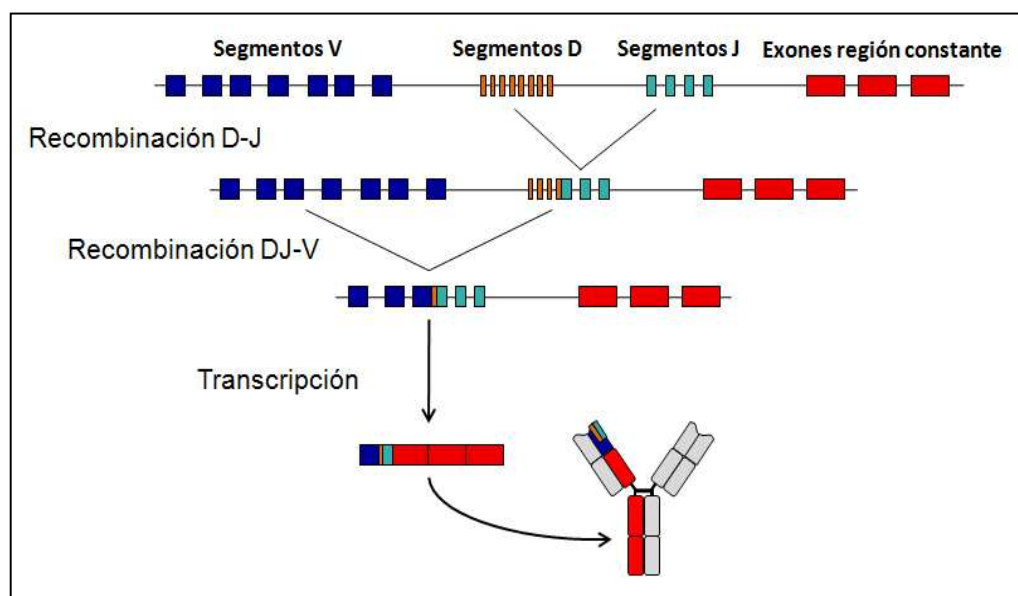 Segmentos V Segmentos D Segmentos J Exones región constante
Recombinación D-J
Recombinación DJ-V
Transcripción